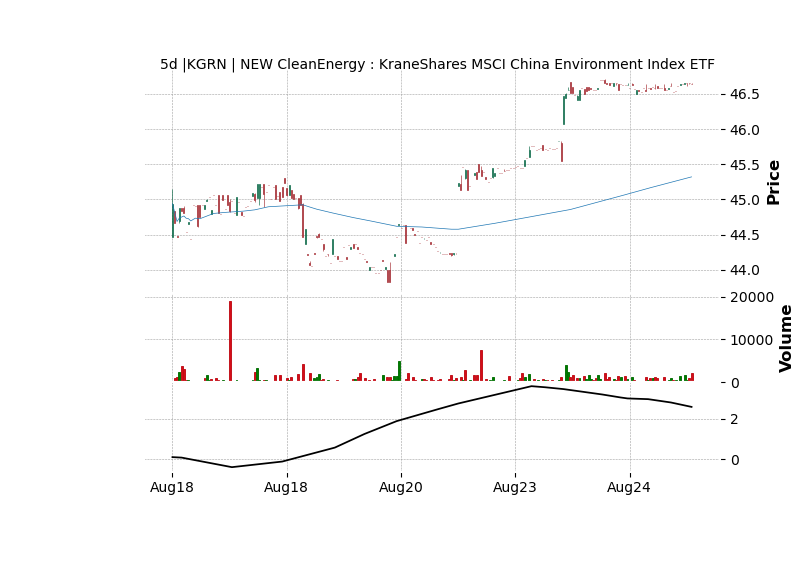 5d |KGRN | NEW CleanEnergy : KraneShares MSCI China Environment Index ETF
46.5
46.0
45.5
45.0
44.5
44.0
Price
20000
10000
0
Volume
2
0
Aug18
Aug18
Aug20
Aug23
Aug24